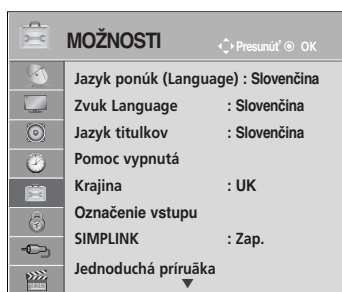 MOŽNOSTI
Presunúť OK
Jazyk ponúk (Language) : Slovenčina
Zvuk Language : Slovenčina
Jazyk titulkov : Slovenčina
Pomoc vypnutá
Krajina : UK
Označenie vstupu
SIMPLINK : Zap.
Jednoduchá príruãka